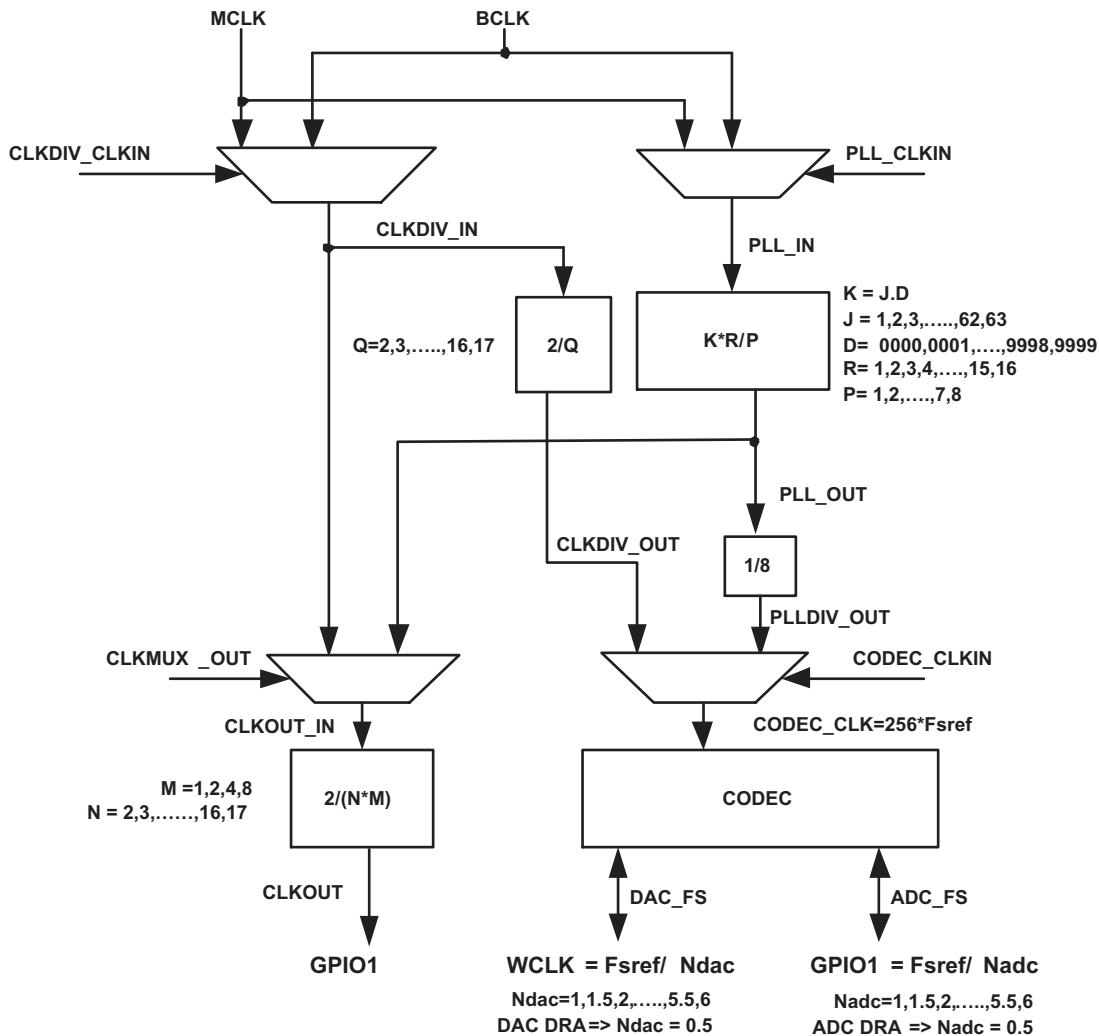 MCLK
BCLK
CLKDIV_CLKIN
PLL_CLKIN
CLKDIV_IN
PLL_IN
Q=2,3,…..,16,17
2/Q
K*R/P
K = J.D
J = 1,2,3,…..,62,63
D=  0000,0001,….,9998,9999
R= 1,2,3,4,….,15,16
P= 1,2,….,7,8
PLL_OUT
CLKDIV_OUT
1/8
PLLDIV_OUT
CLKMUX _OUT
CODEC_CLKIN
CLKOUT_IN
CODEC_CLK=256*Fsref
M =1,2,4,8
N = 2,3,……,16,17
2/(N*M)
CODEC
CLKOUT
DAC_FS
ADC_FS
GPIO1
WCLK = Fsref/ Ndac
GPIO1 = Fsref/ Nadc
Ndac=1,1.5,2,…..,5.5,6
Nadc=1,1.5,2,…..,5.5,6
DAC DRA => Ndac = 0.5
ADC DRA => Nadc = 0.5